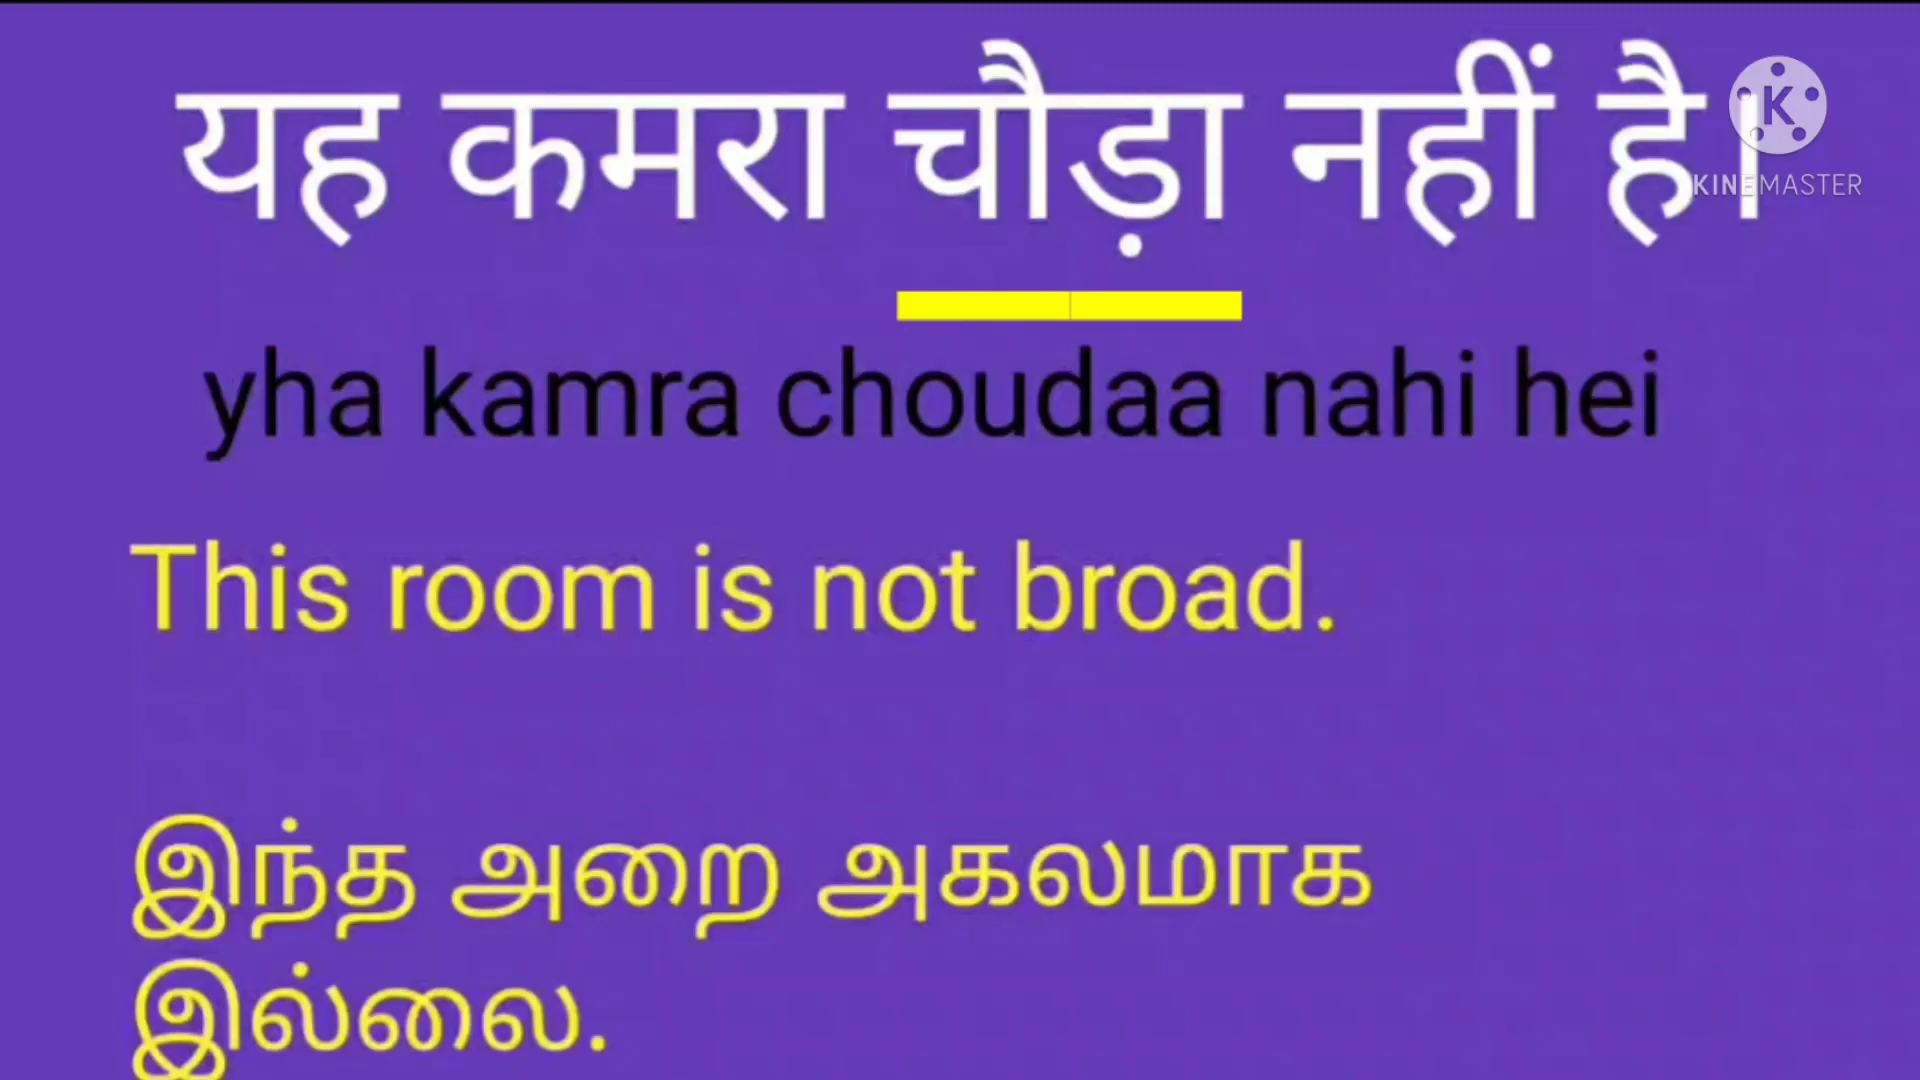 यह कमरा चौड़ा नहीं है।
KINEMASTER
yha kamra choudaa nahi hei
This room is not broad.
இந்த அறை அகலமாக
இல்லை.